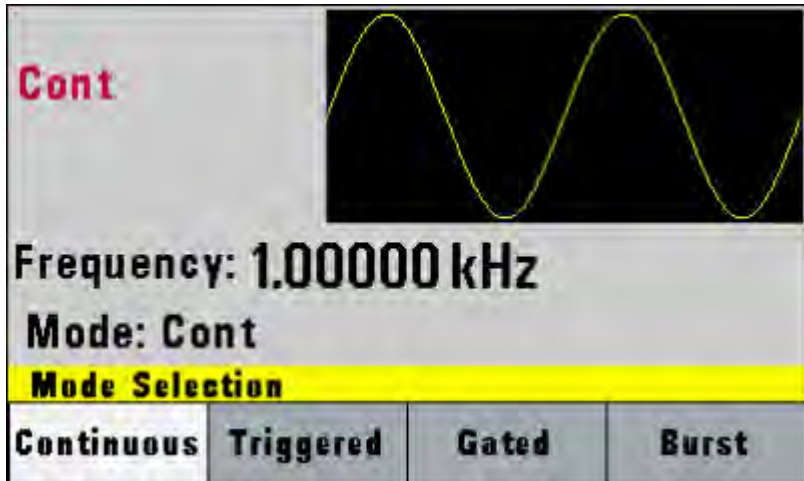 Cont
Frequency: 1.00000 kHz
Mode: Cont
Mode Selection
Continuous Triggered Gated Burst